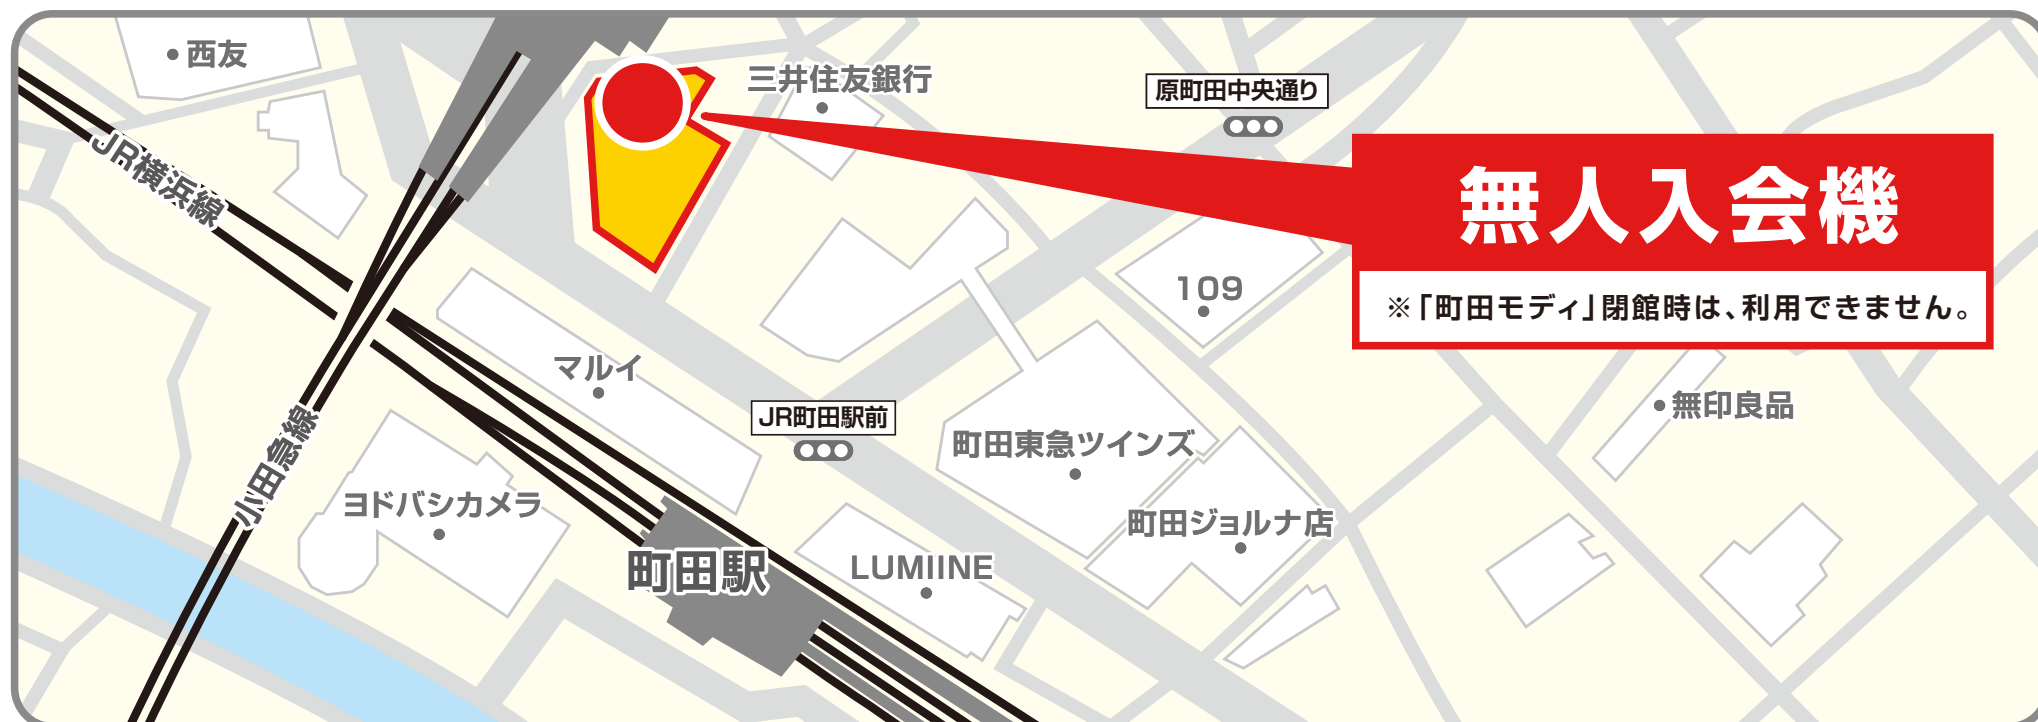 西友
三井住友銀行
原町田中央通り
JR横浜線
無人入会機
※「町田モディ」閉館時は、利用できません。
109
マルイ
JR町田駅前
無印良品
小田急線
町田東急ツインズ
ヨドバシカメラ
町田ジョルナ店
町田駅
LUMIINE